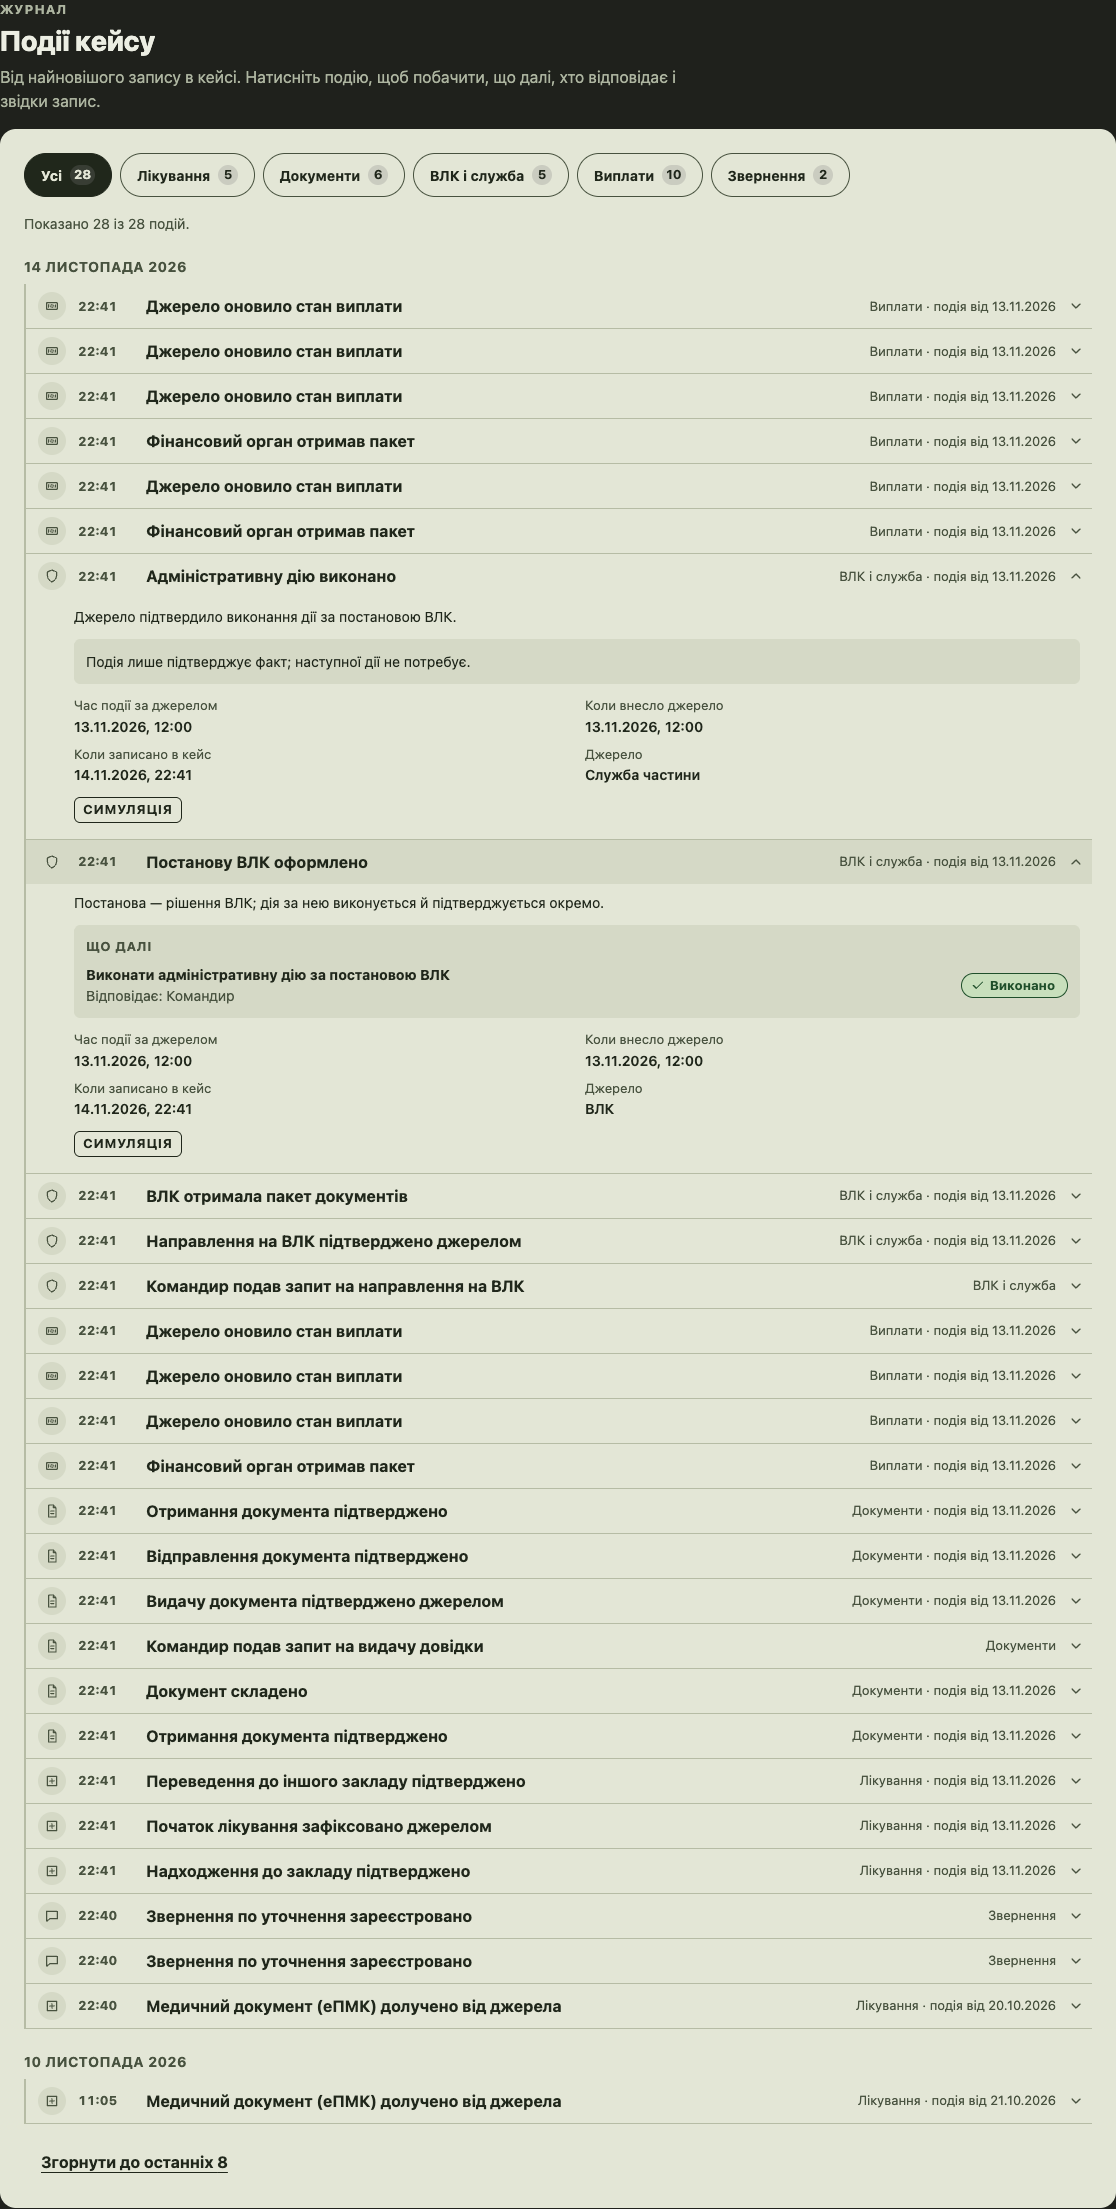 ЖУРНАЛ
Події кейсу
Від найновішого запису в кейсі. Натисніть подію, щоб побачити, що далі, хто відповідає і
звідки запис.
Усі 28 Лікування 5 Документи 6 ВЛК і служба 5 Виплати 10 Звернення 2
Показано 28 із 28 подій.
14 ЛИСТОПАДА 2026
22:41 Джерело оновило стан виплати Виплати · подія від 13.11.2026
22:41 Джерело оновило стан виплати Виплати · подія від 13.11.2026
22:41 Джерело оновило стан виплати Виплати · подія від 13.11.2026
22:41 Фінансовий орган отримав пакет Виплати · подія від 13.11.2026
22:41 Джерело оновило стан виплати Виплати · подія від 13.11.2026
22:41 Фінансовий орган отримав пакет Виплати · подія від 13.11.2026
22:41 Адміністративну дію виконано ВЛК і служба · подія від 13.11.2026
Джерело підтвердило виконання дії за постановою ВЛК.
Подія лише підтверджує факт; наступної дії не потребує.
Час події за джерелом Коли внесло джерело
13.11.2026, 12:00 13.11.2026, 12:00
Коли записано в кейс Джерело
14.11.2026, 22:41 Служба частини
СИМУЛЯЦІЯ
22:41 Постанову ВЛК оформлено ВЛК і служба · подія від 13.11.2026
Постанова — рішення ВЛК; дія за нею виконується й підтверджується окремо.
ЩО ДАЛІ
Виконати адміністративну дію за постановою ВЛК
Відповідає: Командир Виконано
Час події за джерелом Коли внесло джерело
13.11.2026, 12:00 13.11.2026, 12:00
Коли записано в кейс Джерело
14.11.2026, 22:41 ВЛК
СИМУЛЯЦІЯ
22:41 ВЛК отримала пакет документів ВЛК і служба · подія від 13.11.2026
22:41 Направлення на ВЛК підтверджено джерелом ВЛК і служба · подія від 13.11.2026
22:41 Командир подав запит на направлення на ВЛК ВЛК і служба
22:41 Джерело оновило стан виплати Виплати · подія від 13.11.2026
22:41 Джерело оновило стан виплати Виплати · подія від 13.11.2026
22:41 Джерело оновило стан виплати Виплати · подія від 13.11.2026
22:41 Фінансовий орган отримав пакет Виплати · подія від 13.11.2026
22:41 Отримання документа підтверджено Документи · подія від 13.11.2026
22:41 Відправлення документа підтверджено Документи · подія від 13.11.2026
22:41 Видачу документа підтверджено джерелом Документи · подія від 13.11.2026
22:41 Командир подав запит на видачу довідки Документи
22:41 Документ складено Документи · подія від 13.11.2026
22:41 Отримання документа підтверджено Документи · подія від 13.11.2026
22:41 Переведення до іншого закладу підтверджено Лікування · подія від 13.11.2026
22:41 Початок лікування зафіксовано джерелом Лікування · подія від 13.11.2026
22:41 Надходження до закладу підтверджено Лікування · подія від 13.11.2026
22:40 Звернення по уточнення зареєстровано Звернення
22:40 Звернення по уточнення зареєстровано Звернення
22:40 Медичний документ (еПМК) долучено від джерела Лікування · подія від 20.10.2026
10 ЛИСТОПАДА 2026
11:05 Медичний документ (еПМК) долучено від джерела Лікування · подія від 21.10.2026
Згорнути до останніх 8